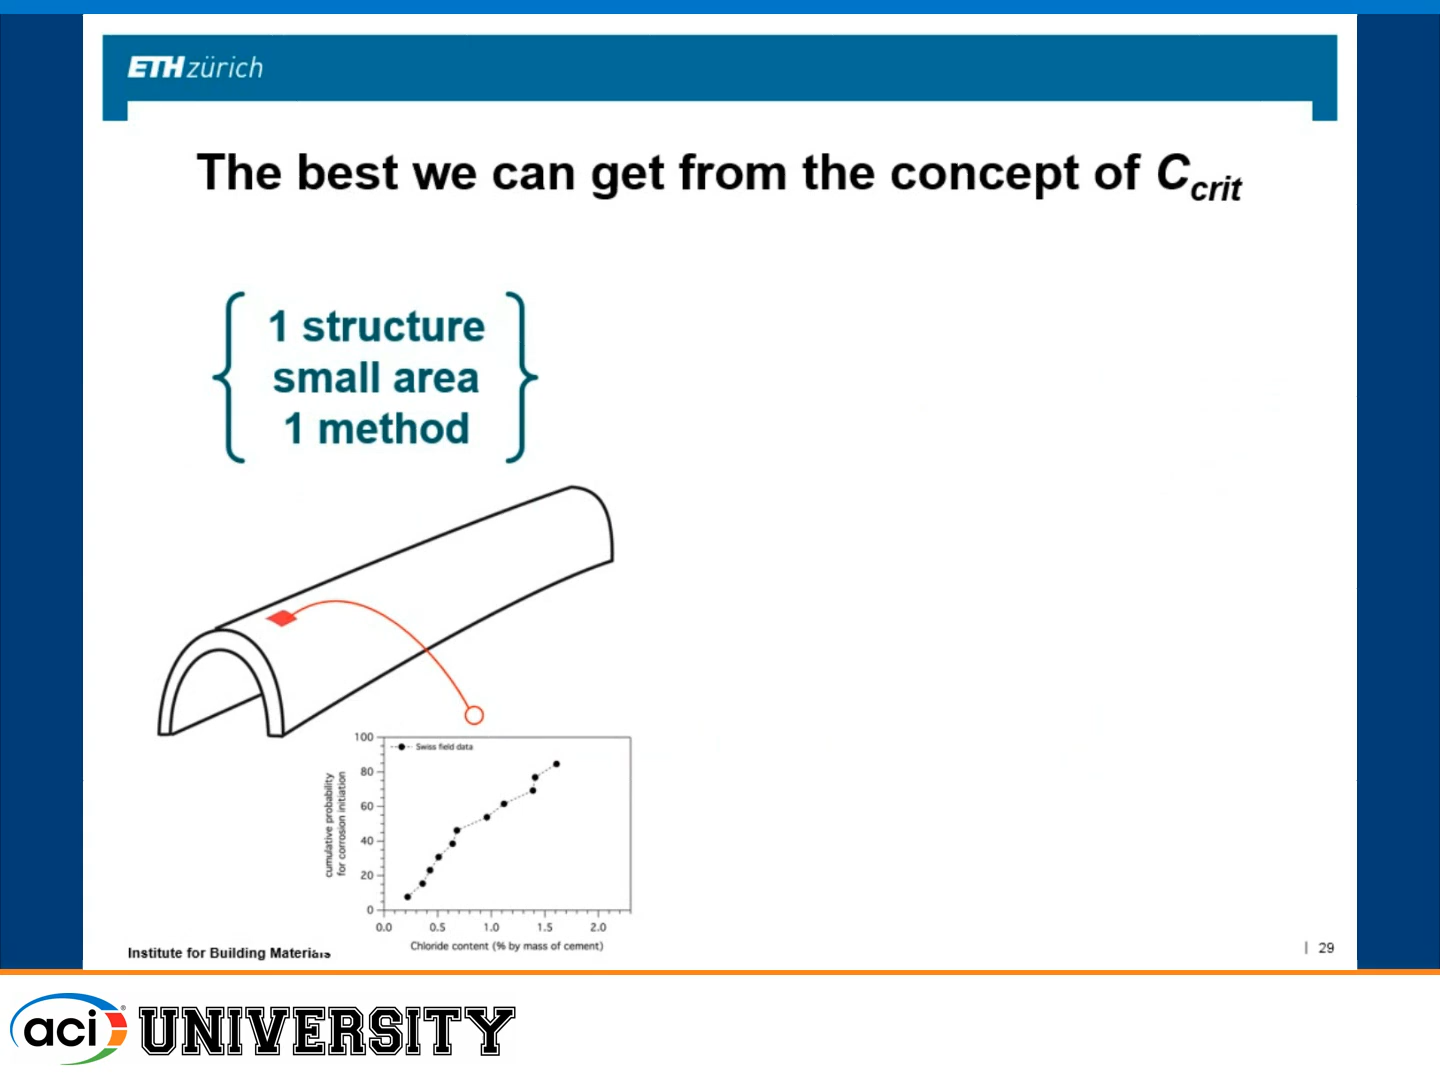 ETH zürich
The best we can get from the concept of Ccrit
1 structure
small area
1 method
100
80
60
40
20
0
Swiss field data
cumulative probability
for corrosion initiation
0.0 0.5 1.0 1.5 2.0
Chloride content (% by mass of cement)
Institute for Building Materials
| 29
aci® UNIVERSITY